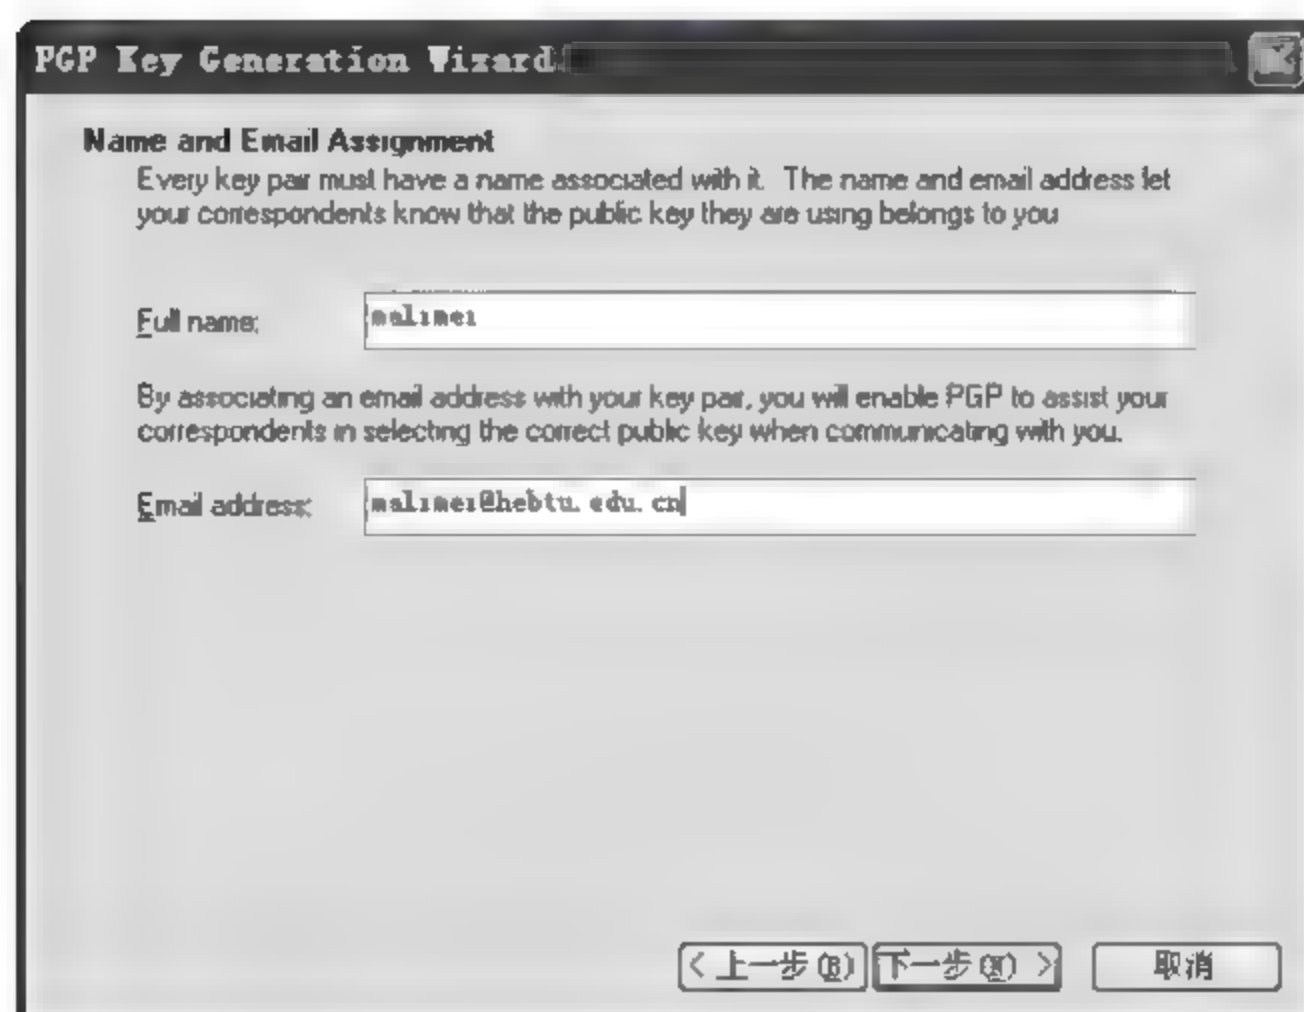 PGP Key Generation Wizard
Name and Email Assignment
Every key pair must have a name associated with it. The name and email address let
your correspondents know that the public key they are using belongs to you
Full name:
malimei
By associating an email address with your key pair, you will enable PGP to assist your
correspondents in selecting the correct public key when communicating with you.
Email address:
malimei@hebtu.edu.cn
< 上一步(B) 下一步(N) > 取消